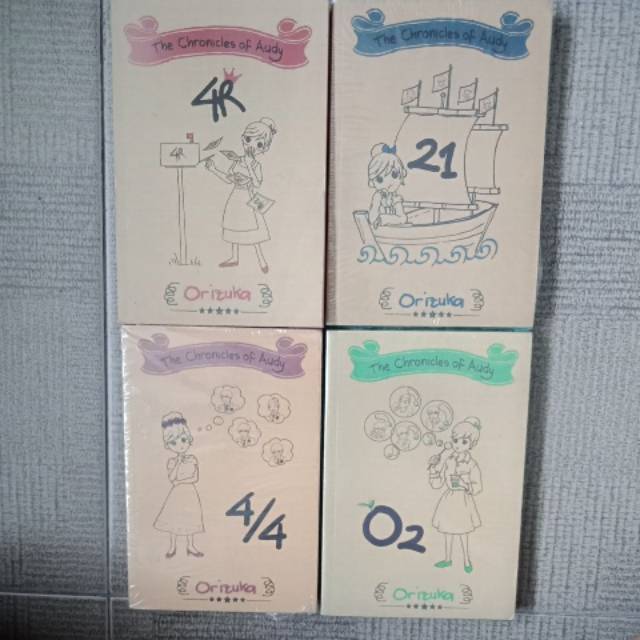 The Chronicles of Audy
4R
4R
Orizuka
The Chronicles of Audy
21
Orizuka
The Chronicles of Audy
4/4
Orizuka
The Chronicles of Audy
O2
Orizuka